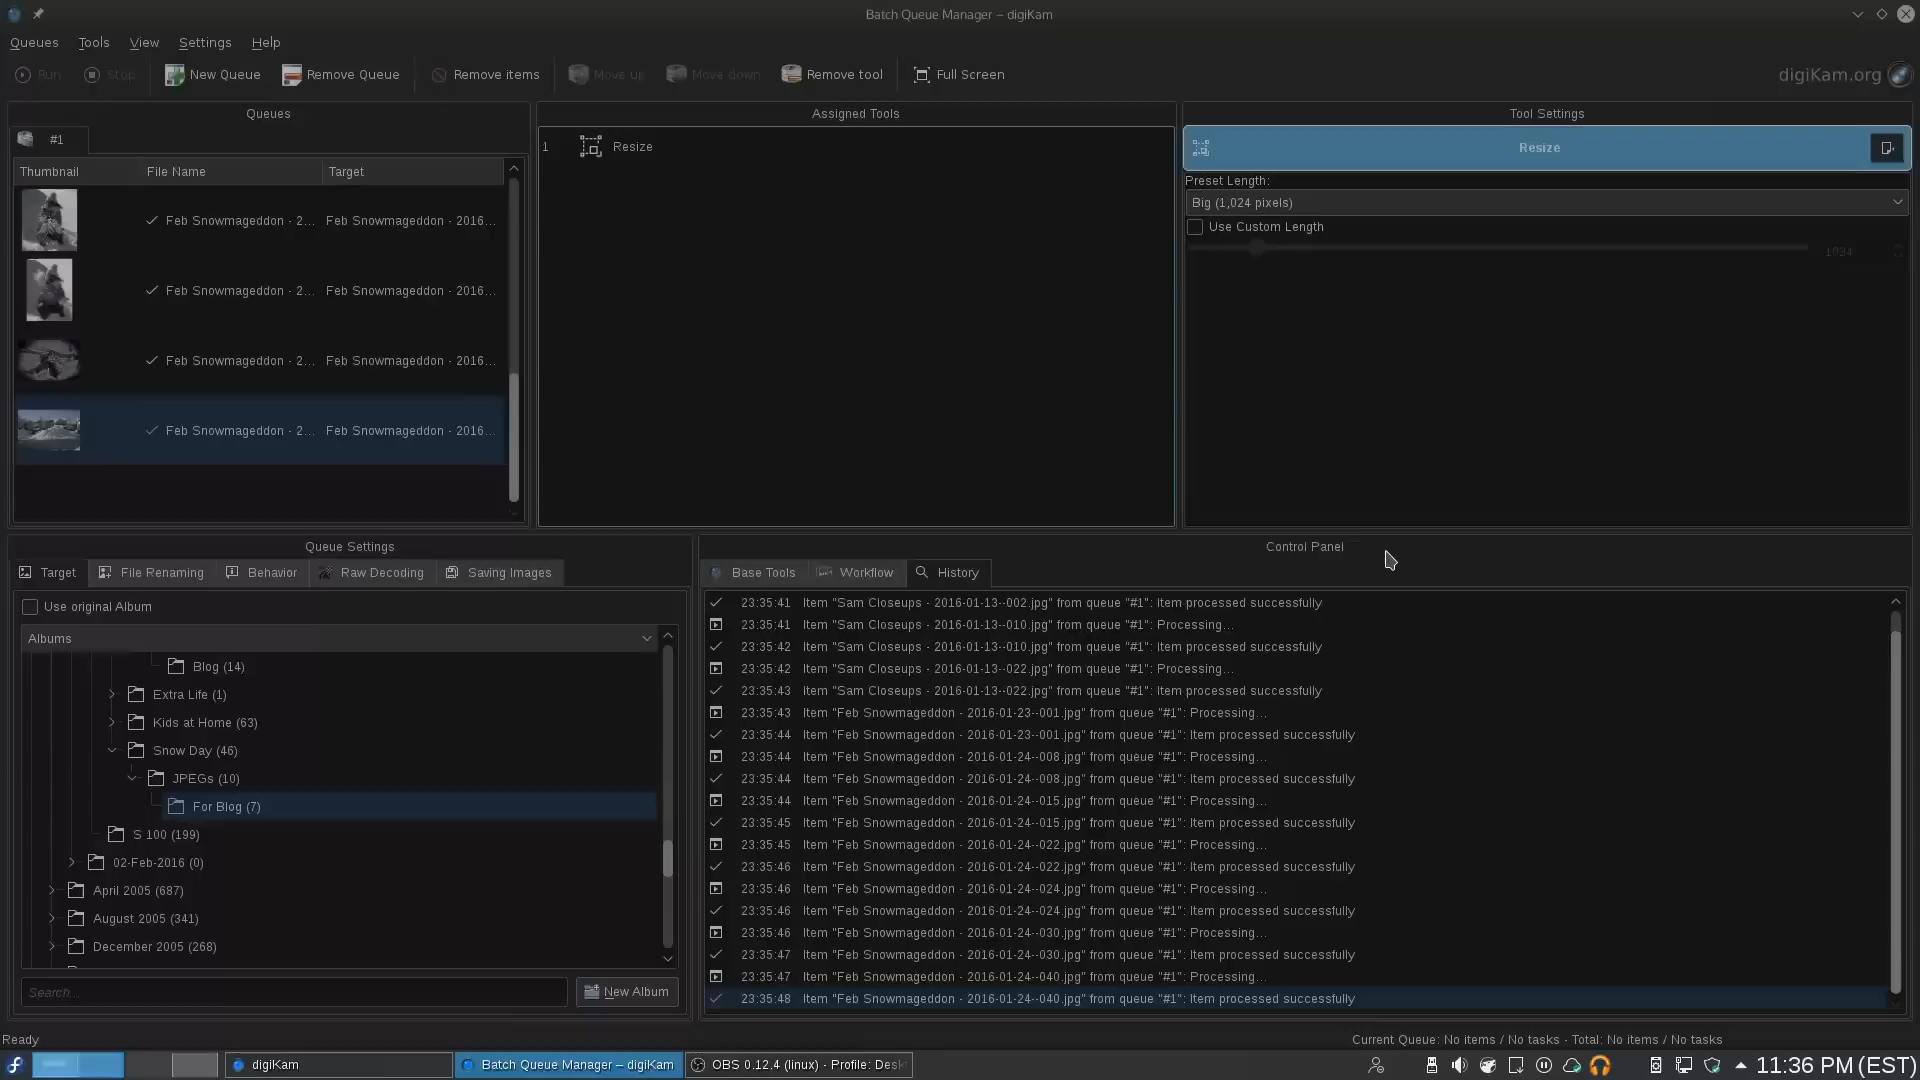 Batch Queue Manager – digiKam
Queues Tools View Settings Help
Run Stop New Queue Remove Queue Remove items Move up Move down Remove tool Full Screen digiKam.org
Queues
#1
Thumbnail File Name Target
Feb Snowmageddon - 2... Feb Snowmageddon - 2016...
Feb Snowmageddon - 2... Feb Snowmageddon - 2016...
Feb Snowmageddon - 2... Feb Snowmageddon - 2016...
Feb Snowmageddon - 2... Feb Snowmageddon - 2016...
Assigned Tools
1 Resize
Tool Settings
Resize
Preset Length:
Big (1,024 pixels)
Use Custom Length
1024
Queue Settings
Target File Renaming Behavior Raw Decoding Saving Images
Use original Album
Albums
Blog (14)
Extra Life (1)
Kids at Home (63)
Snow Day (46)
JPEGs (10)
For Blog (7)
S 100 (199)
02-Feb-2016 (0)
April 2005 (687)
August 2005 (341)
December 2005 (268)
Search...
New Album
Control Panel
Base Tools Workflow History
23:35:41 Item "Sam Closeups - 2016-01-13--002.jpg" from queue "#1": Item processed successfully
23:35:41 Item "Sam Closeups - 2016-01-13--010.jpg" from queue "#1": Processing...
23:35:42 Item "Sam Closeups - 2016-01-13--010.jpg" from queue "#1": Item processed successfully
23:35:42 Item "Sam Closeups - 2016-01-13--022.jpg" from queue "#1": Processing...
23:35:43 Item "Sam Closeups - 2016-01-13--022.jpg" from queue "#1": Item processed successfully
23:35:43 Item "Feb Snowmageddon - 2016-01-23--001.jpg" from queue "#1": Processing...
23:35:44 Item "Feb Snowmageddon - 2016-01-23--001.jpg" from queue "#1": Item processed successfully
23:35:44 Item "Feb Snowmageddon - 2016-01-24--008.jpg" from queue "#1": Processing...
23:35:44 Item "Feb Snowmageddon - 2016-01-24--008.jpg" from queue "#1": Item processed successfully
23:35:44 Item "Feb Snowmageddon - 2016-01-24--015.jpg" from queue "#1": Processing...
23:35:45 Item "Feb Snowmageddon - 2016-01-24--015.jpg" from queue "#1": Item processed successfully
23:35:45 Item "Feb Snowmageddon - 2016-01-24--022.jpg" from queue "#1": Processing...
23:35:46 Item "Feb Snowmageddon - 2016-01-24--022.jpg" from queue "#1": Item processed successfully
23:35:46 Item "Feb Snowmageddon - 2016-01-24--024.jpg" from queue "#1": Processing...
23:35:46 Item "Feb Snowmageddon - 2016-01-24--024.jpg" from queue "#1": Item processed successfully
23:35:46 Item "Feb Snowmageddon - 2016-01-24--030.jpg" from queue "#1": Processing...
23:35:47 Item "Feb Snowmageddon - 2016-01-24--030.jpg" from queue "#1": Item processed successfully
23:35:47 Item "Feb Snowmageddon - 2016-01-24--040.jpg" from queue "#1": Processing...
23:35:48 Item "Feb Snowmageddon - 2016-01-24--040.jpg" from queue "#1": Item processed successfully
Ready
Current Queue: No items / No tasks - Total: No items / No tasks
digiKam Batch Queue Manager – digiKam OBS 0.12.4 (linux) - Profile: Desk 11:36 PM (EST)